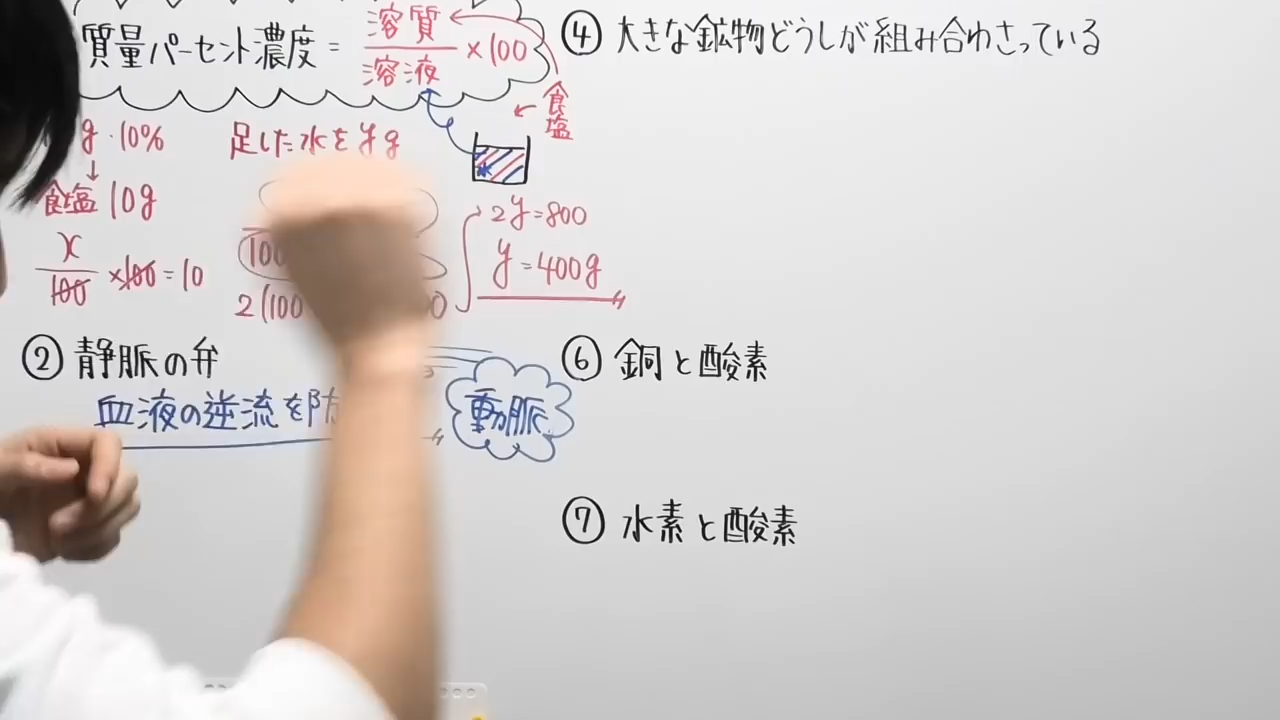 質量パーセント濃度 = 溶質/溶液 ×100
食塩
g・10%
↓
食塩 10g
x/100 ×100 = 10
足した水をyg
100
2(100
0
2y=800
y=400g
② 静脈の弁
血液の逆流を防
動脈
④ 大きな鉱物どうしが組み合わさっている
⑥ 銅と酸素
⑦ 水素と酸素